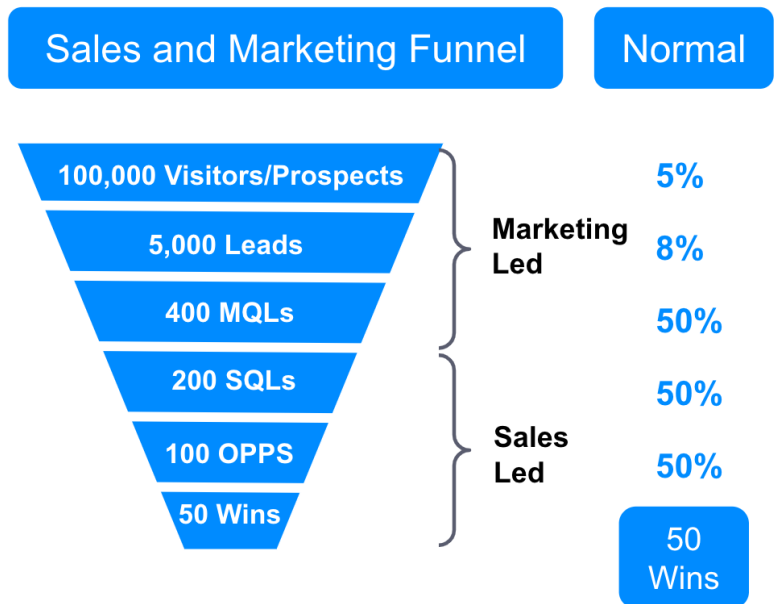 Sales and Marketing Funnel
Normal
100,000 Visitors/Prospects
5%
5,000 Leads
Marketing
Led
8%
400 MQLs
50%
200 SQLs
50%
100 OPPS
Sales
Led
50%
50 Wins
50
Wins